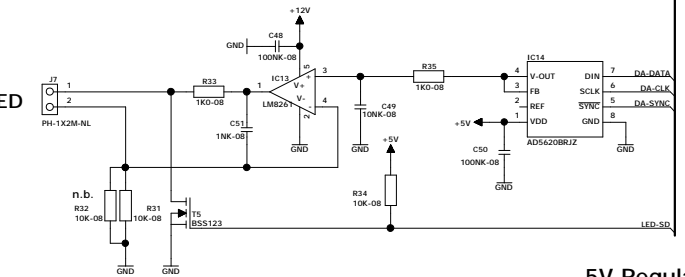 +12V
C48
GND
100NK-08
IC13
V+
V-
LM8261
5
3
1
4
2
GND
J7
1
2
PH-1X2M-NL
ED
R33
1K0-08
C51
1NK-08
C49
10NK-08
GND
R35
1K0-08
IC14
4 V-OUT DIN 7 DA-DATA
3 FB SCLK 6 DA-CLK
2 REF SYNC 5 DA-SYNC
1 VDD GND 8
AD5620BRJZ
+5V
GND
C50
100NK-08
GND
+5V
R34
10K-08
n.b.
R32
10K-08
R31
10K-08
T5
BSS123
LED-SD
GND
GND
5V Regula